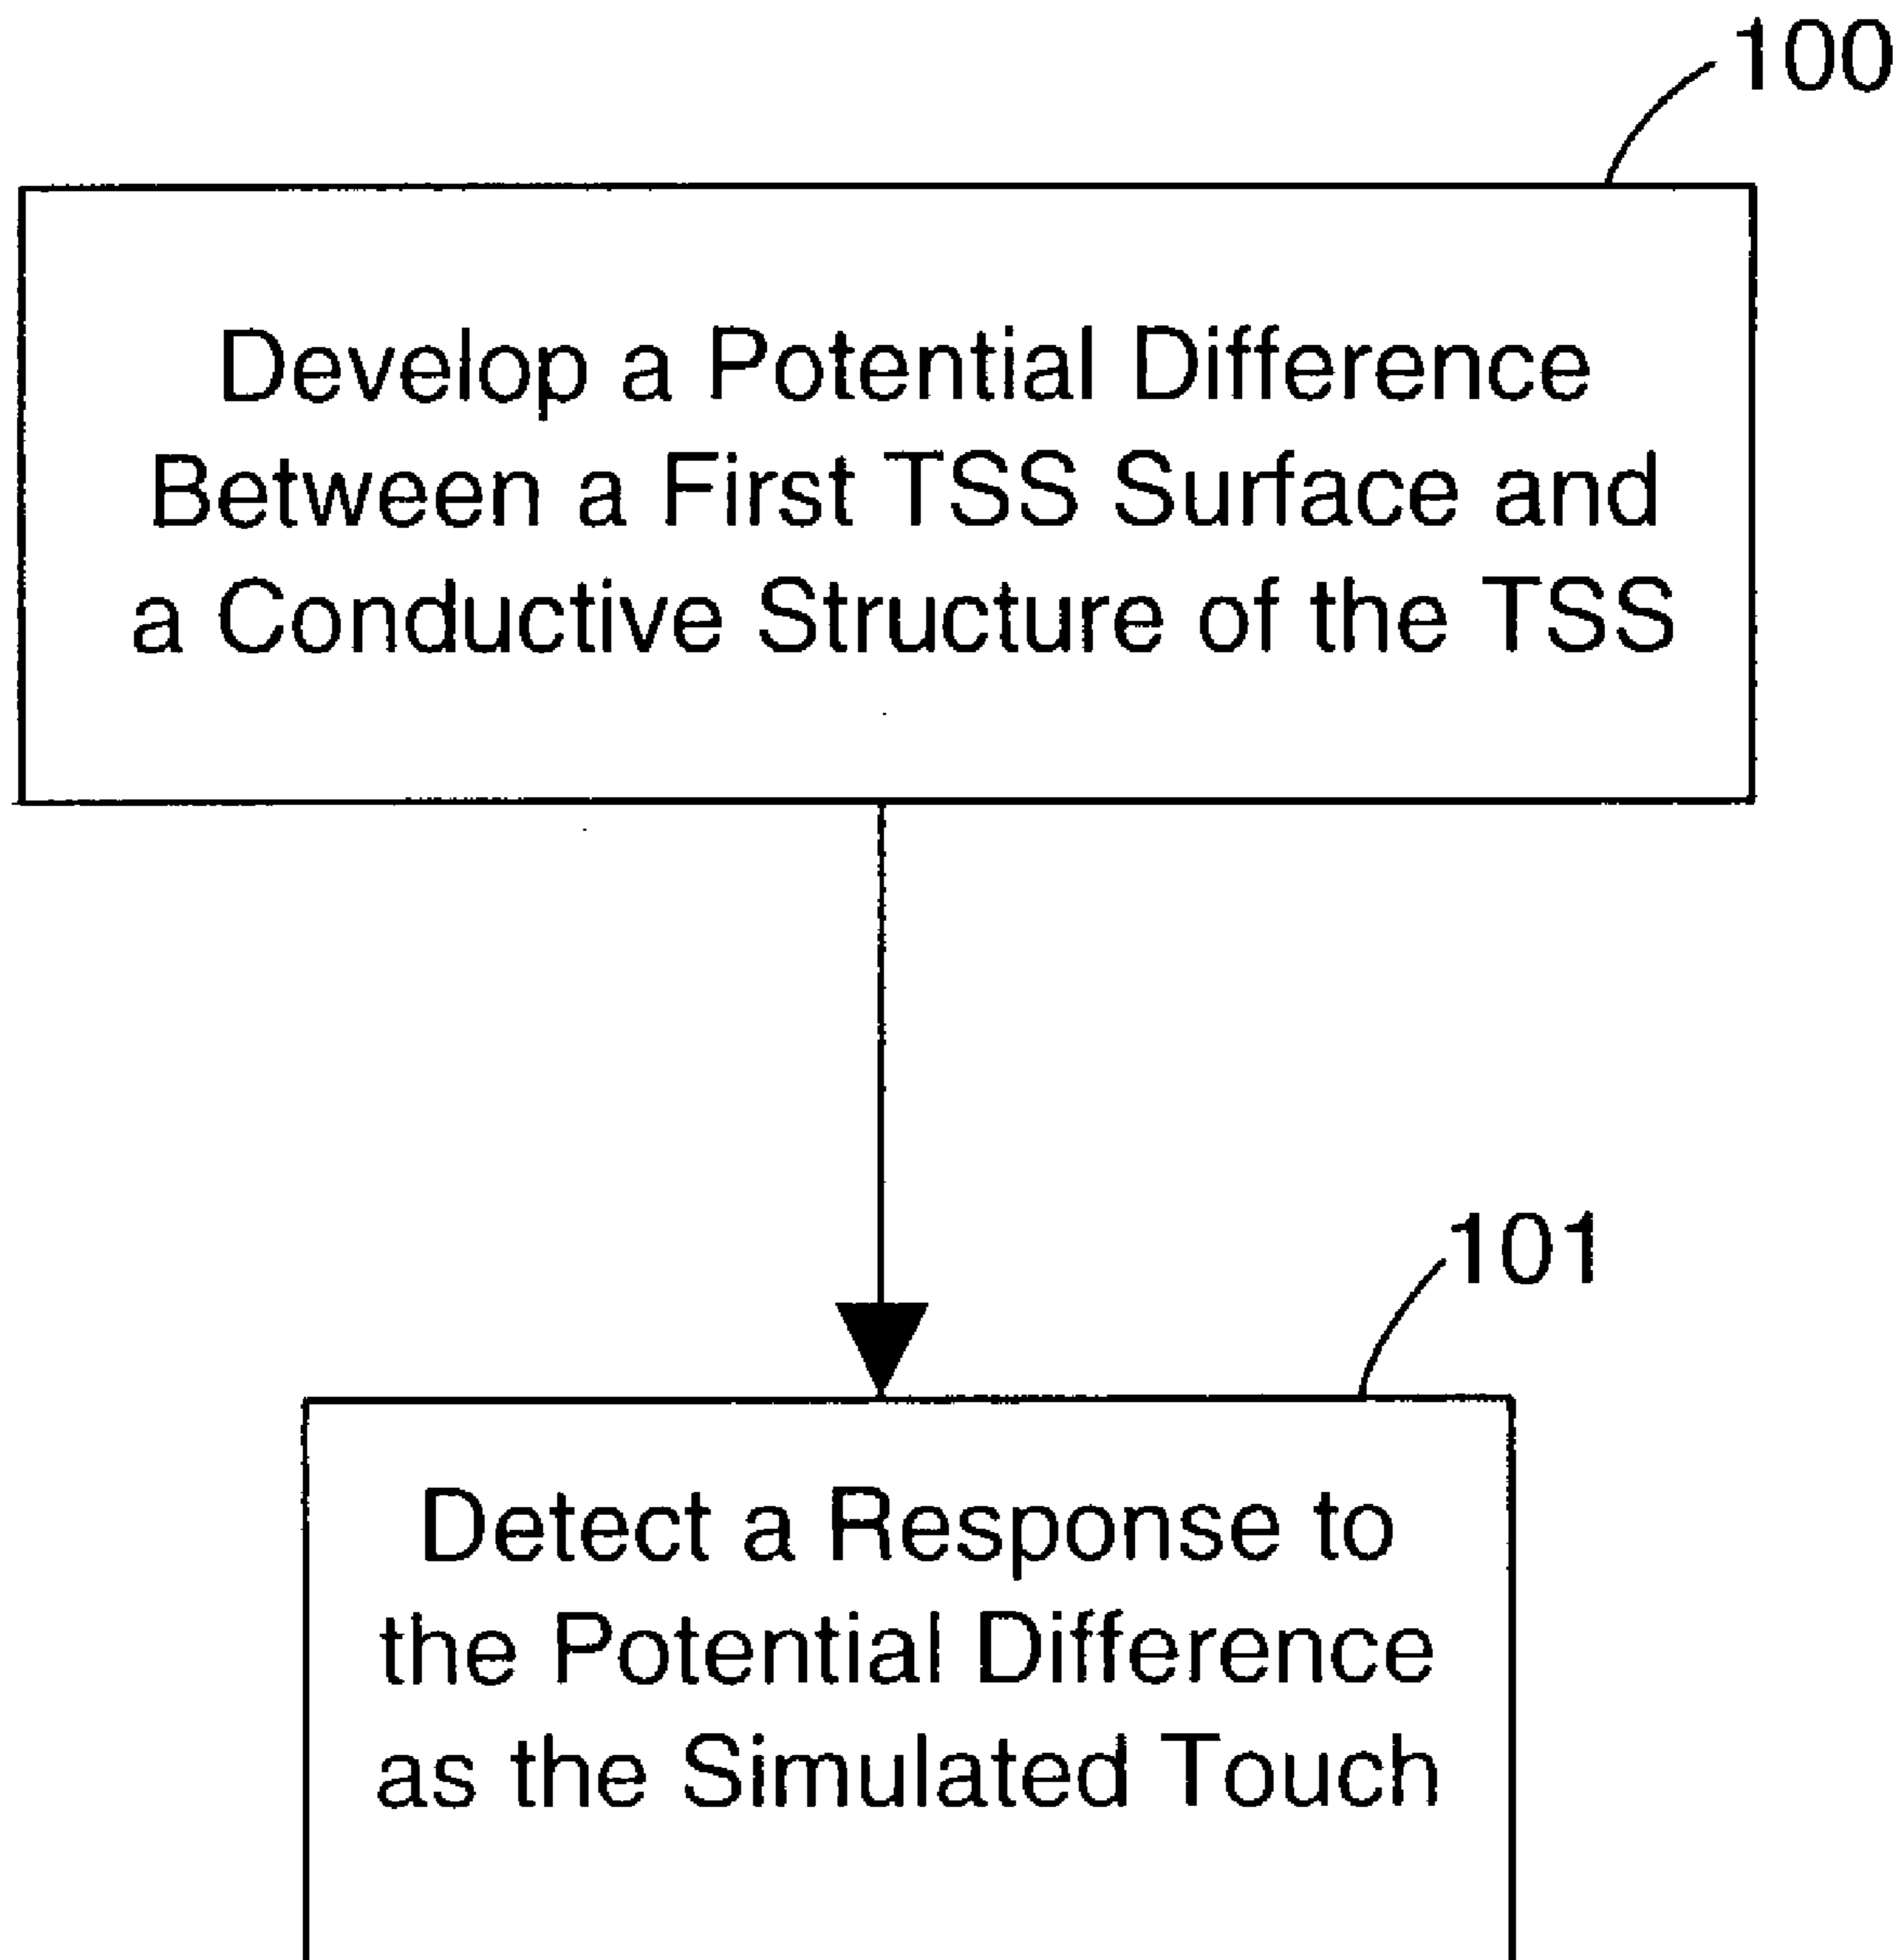 100
Develop a Potential Difference
Between a First TSS Surface and
a Conductive Structure of the TSS
101
Detect a Response to
the Potential Difference
as the Simulated Touch